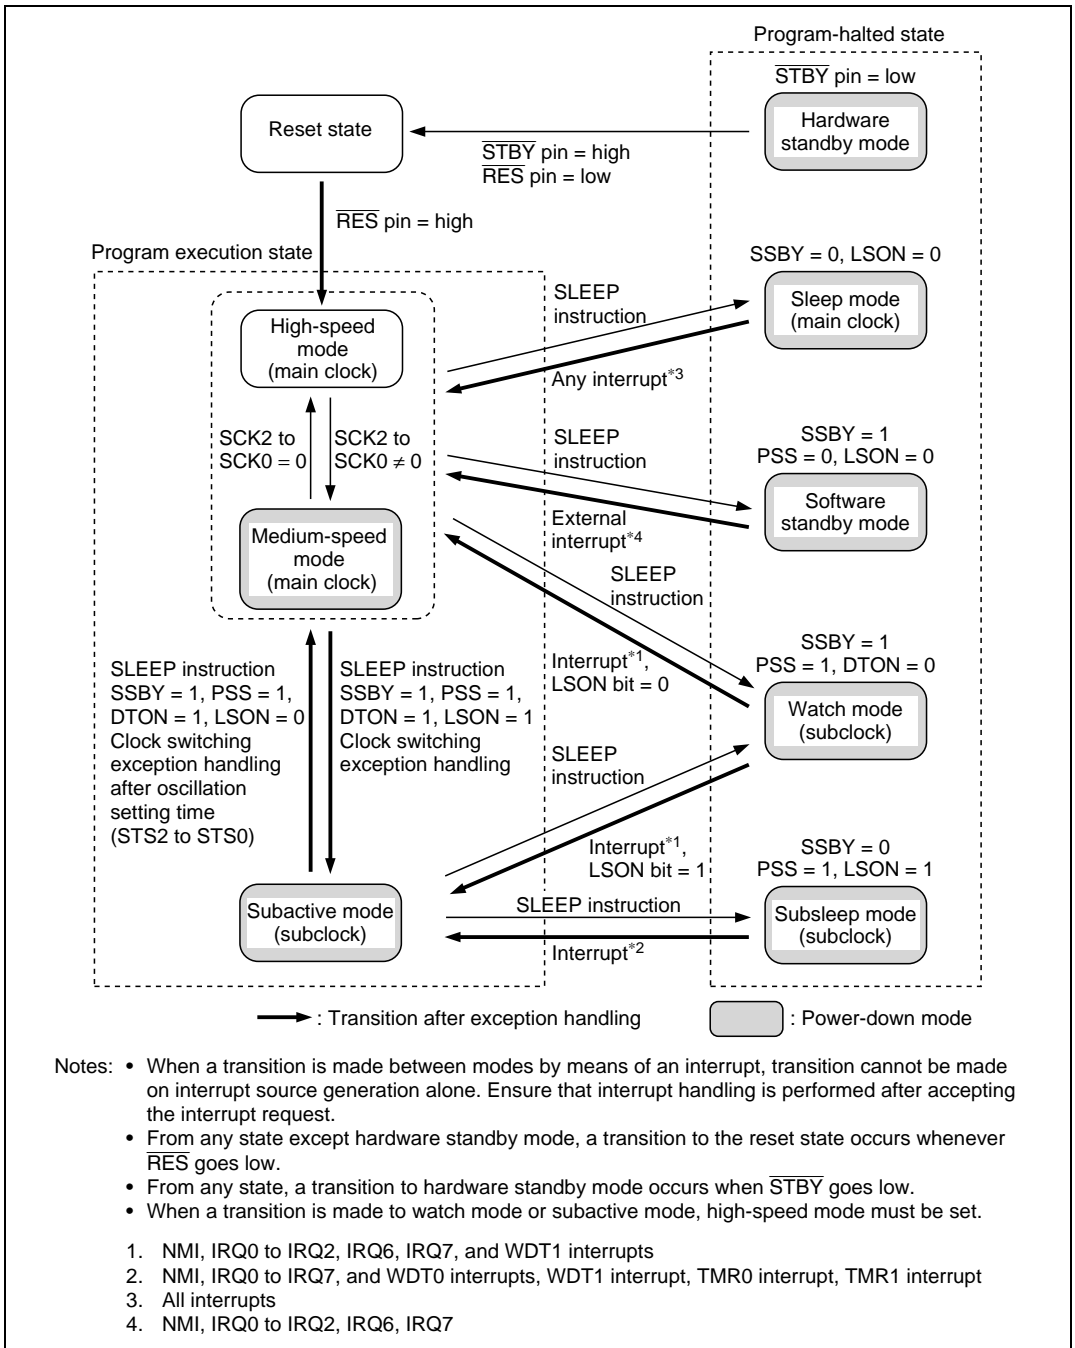 Program-halted state
STBY pin = low
Hardware
standby mode
Reset state
STBY pin = high
RES pin = low
RES pin = high
Program execution state
SSBY = 0, LSON = 0
Sleep mode
(main clock)
SLEEP
instruction
Any interrupt*3
High-speed
mode
(main clock)
SCK2 to
SCK0 = 0
SCK2 to
SCK0 ≠ 0
SLEEP
instruction
External
interrupt*4
SSBY = 1
PSS = 0, LSON = 0
Software
standby mode
Medium-speed
mode
(main clock)
SLEEP
instruction
Interrupt*1,
LSON bit = 0
SSBY = 1
PSS = 1, DTON = 0
Watch mode
(subclock)
SLEEP instruction
SSBY = 1, PSS = 1,
DTON = 1, LSON = 0
Clock switching
exception handling
after oscillation
setting time
(STS2 to STS0)
SLEEP instruction
SSBY = 1, PSS = 1,
DTON = 1, LSON = 1
Clock switching
exception handling
SLEEP
instruction
Interrupt*1,
LSON bit = 1
SSBY = 0
PSS = 1, LSON = 1
Subactive mode
(subclock)
SLEEP instruction
Interrupt*2
Subsleep mode
(subclock)
: Transition after exception handling
: Power-down mode
Notes: • When a transition is made between modes by means of an interrupt, transition cannot be made
on interrupt source generation alone. Ensure that interrupt handling is performed after accepting
the interrupt request.
• From any state except hardware standby mode, a transition to the reset state occurs whenever
RES goes low.
• From any state, a transition to hardware standby mode occurs when STBY goes low.
• When a transition is made to watch mode or subactive mode, high-speed mode must be set.
1. NMI, IRQ0 to IRQ2, IRQ6, IRQ7, and WDT1 interrupts
2. NMI, IRQ0 to IRQ7, and WDT0 interrupts, WDT1 interrupt, TMR0 interrupt, TMR1 interrupt
3. All interrupts
4. NMI, IRQ0 to IRQ2, IRQ6, IRQ7